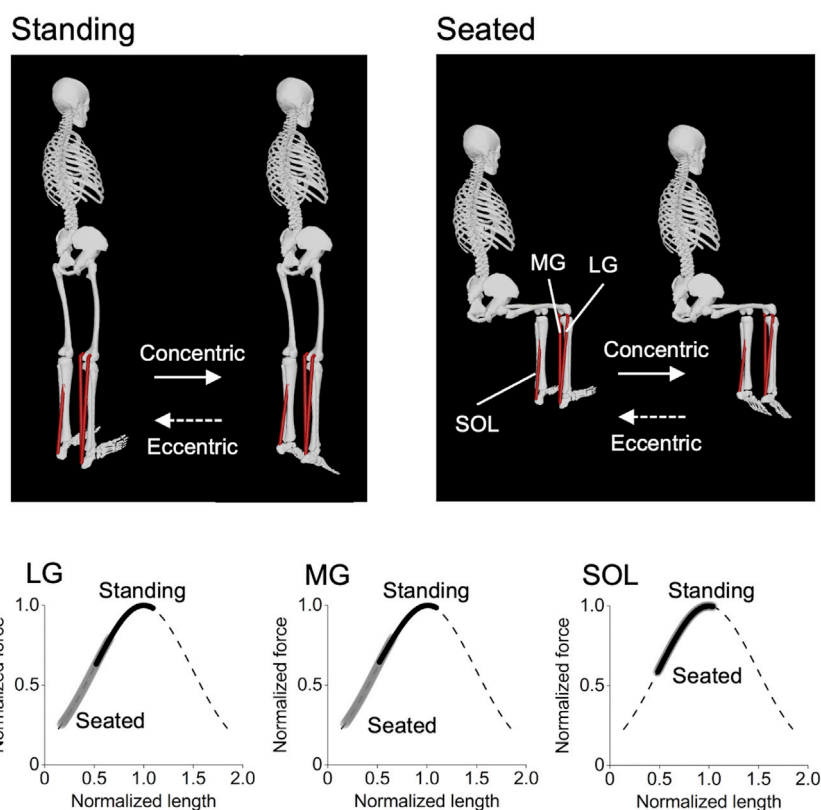 Standing
Seated
Concentric
Eccentric
MG
LG
SOL
Concentric
Eccentric
LG
Standing
Seated
Normalized force
1.0
0.5
0
0
0.5
1.0
1.5
2.0
Normalized length
MG
Standing
Seated
Normalized force
1.0
0.5
0
0
0.5
1.0
1.5
2.0
Normalized length
SOL
Standing
Seated
Normalized force
1.0
0.5
0
0
0.5
1.0
1.5
2.0
Normalized length